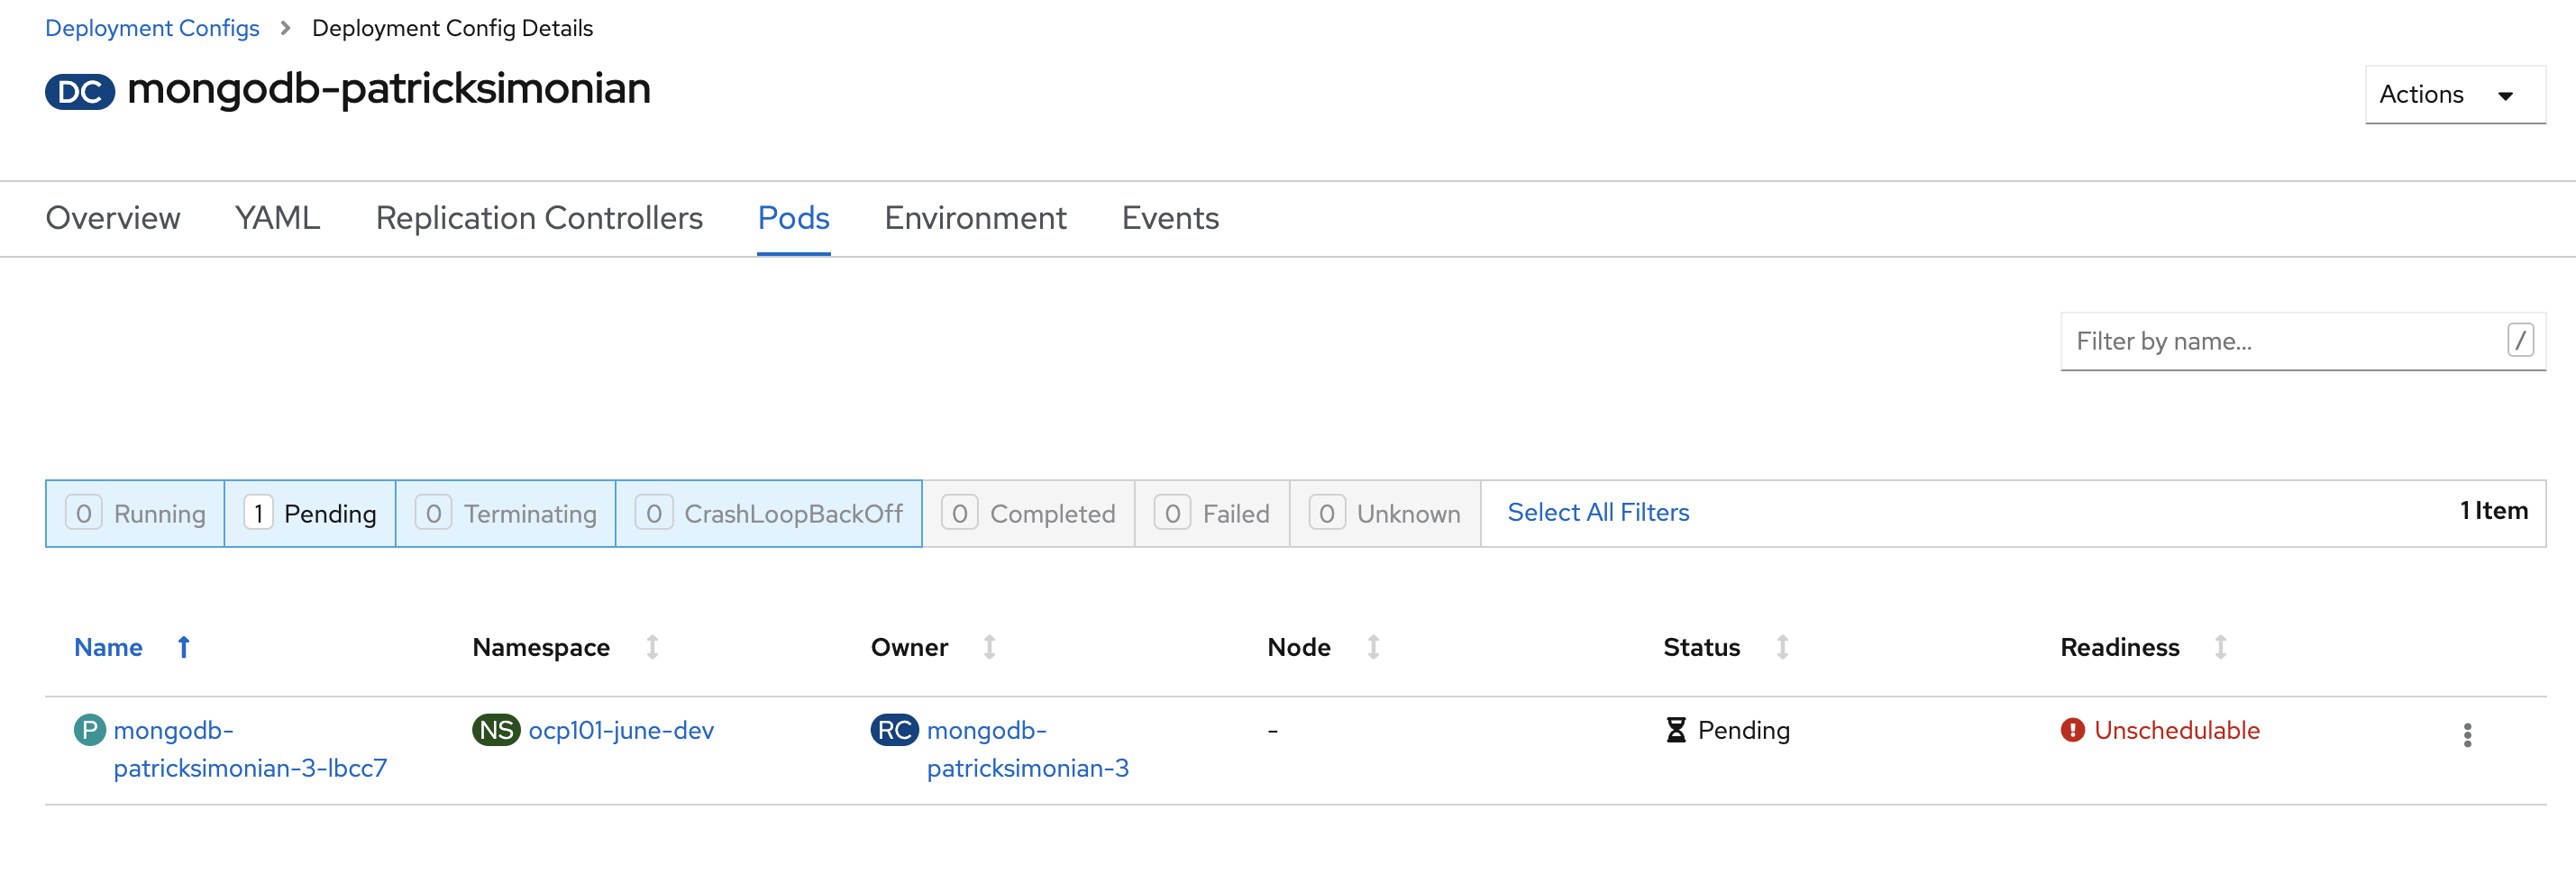 Deployment Configs > Deployment Config Details
DC mongodb-patricksimonian
Actions
Overview YAML Replication Controllers Pods Environment Events
Filter by name... /
0 Running 1 Pending 0 Terminating 0 CrashLoopBackOff 0 Completed 0 Failed 0 Unknown Select All Filters 1 Item
Name Namespace Owner Node Status Readiness
P mongodb- NS ocp101-june-dev RC mongodb- - Pending Unschedulable
patricksimonian-3-lbcc7 patricksimonian-3